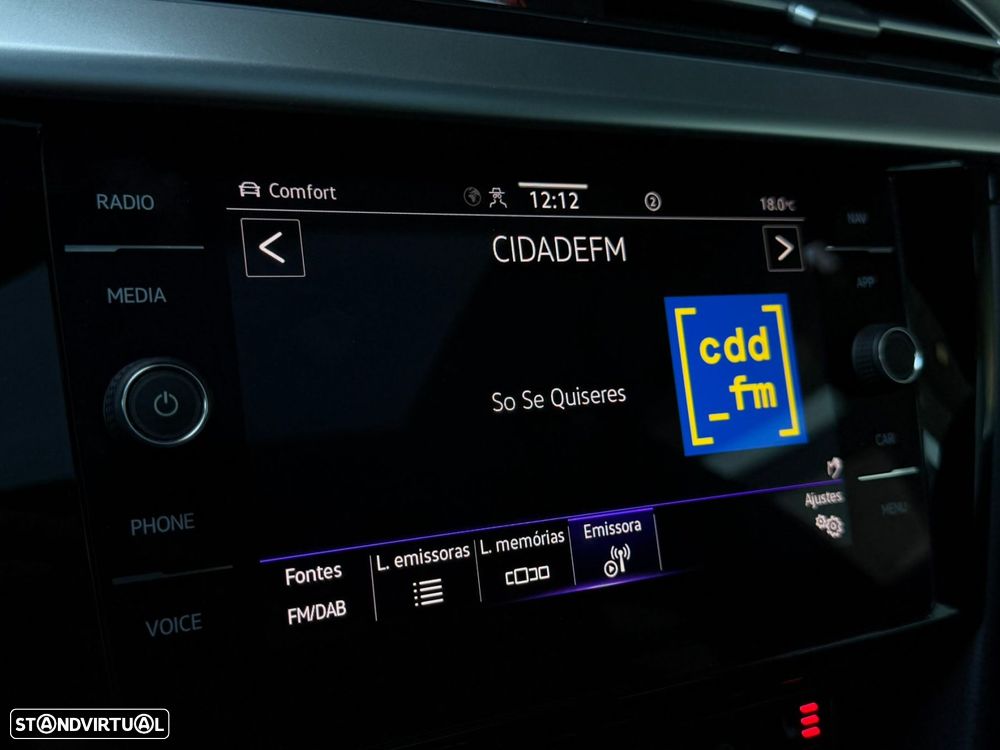 RADIO
MEDIA
PHONE
VOICE
Comfort
12:12
2
18.0°C
CIDADEFM
[cdd
_fm]
So Se Quiseres
Ajustes
Fontes
FM/DAB
L. emissoras
L. memórias
Emissora
NAV
APP
CAR
MENU
STANDVIRTUAL